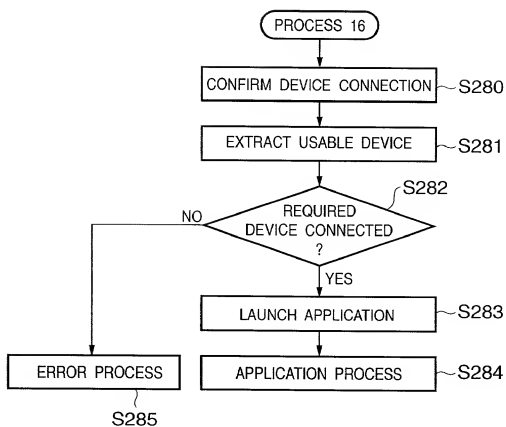 PROCESS 16
CONFIRM DEVICE CONNECTION
S280
EXTRACT USABLE DEVICE
S281
S282
REQUIRED
DEVICE CONNECTED
?
NO
YES
LAUNCH APPLICATION
S283
ERROR PROCESS
S285
APPLICATION PROCESS
S284